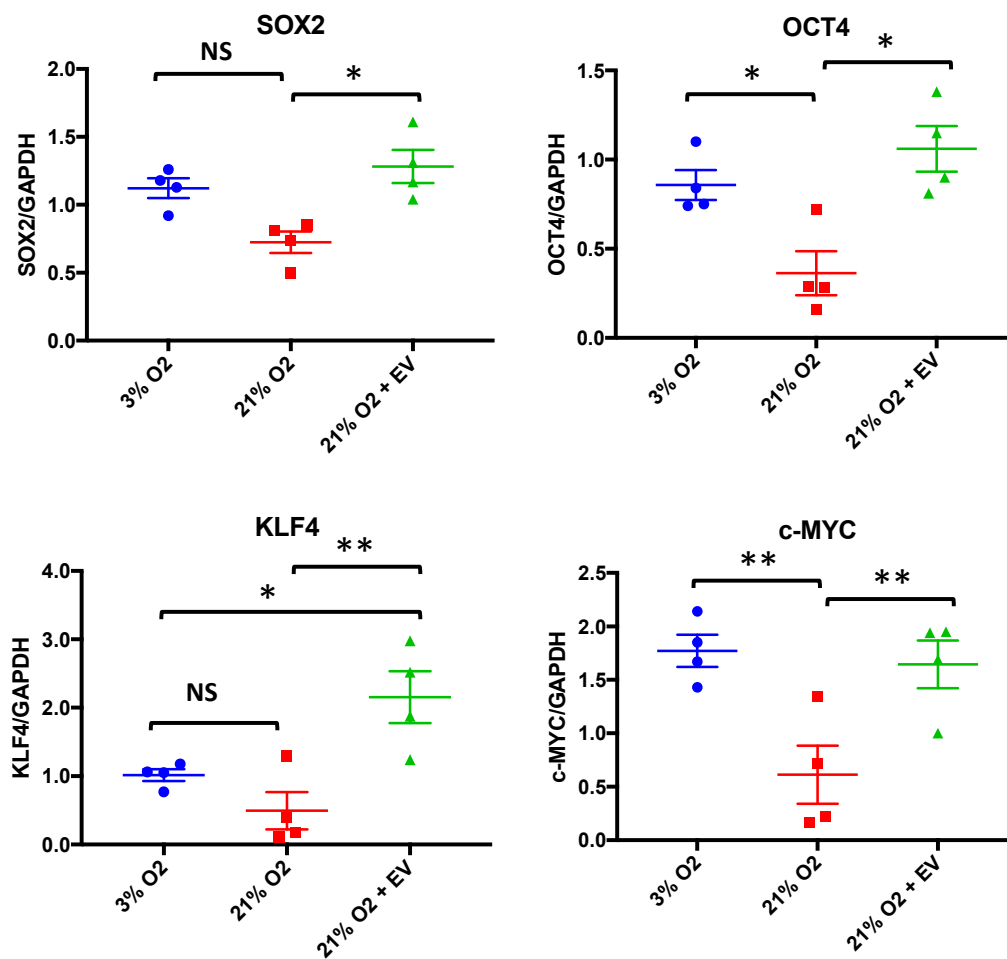 SOX2
NS
*
2.0
1.5
1.0
0.5
0.0
SOX2/GAPDH
3% O2
21% O2
21% O2 + EV
OCT4
*
*
1.5
1.0
0.5
0.0
OCT4/GAPDH
3% O2
21% O2
21% O2 + EV
KLF4
**
*
NS
4.0
3.0
2.0
1.0
0.0
KLF4/GAPDH
3% O2
21% O2
21% O2 + EV
c-MYC
**
**
2.5
2.0
1.5
1.0
0.5
0.0
c-MYC/GAPDH
3% O2
21% O2
21% O2 + EV